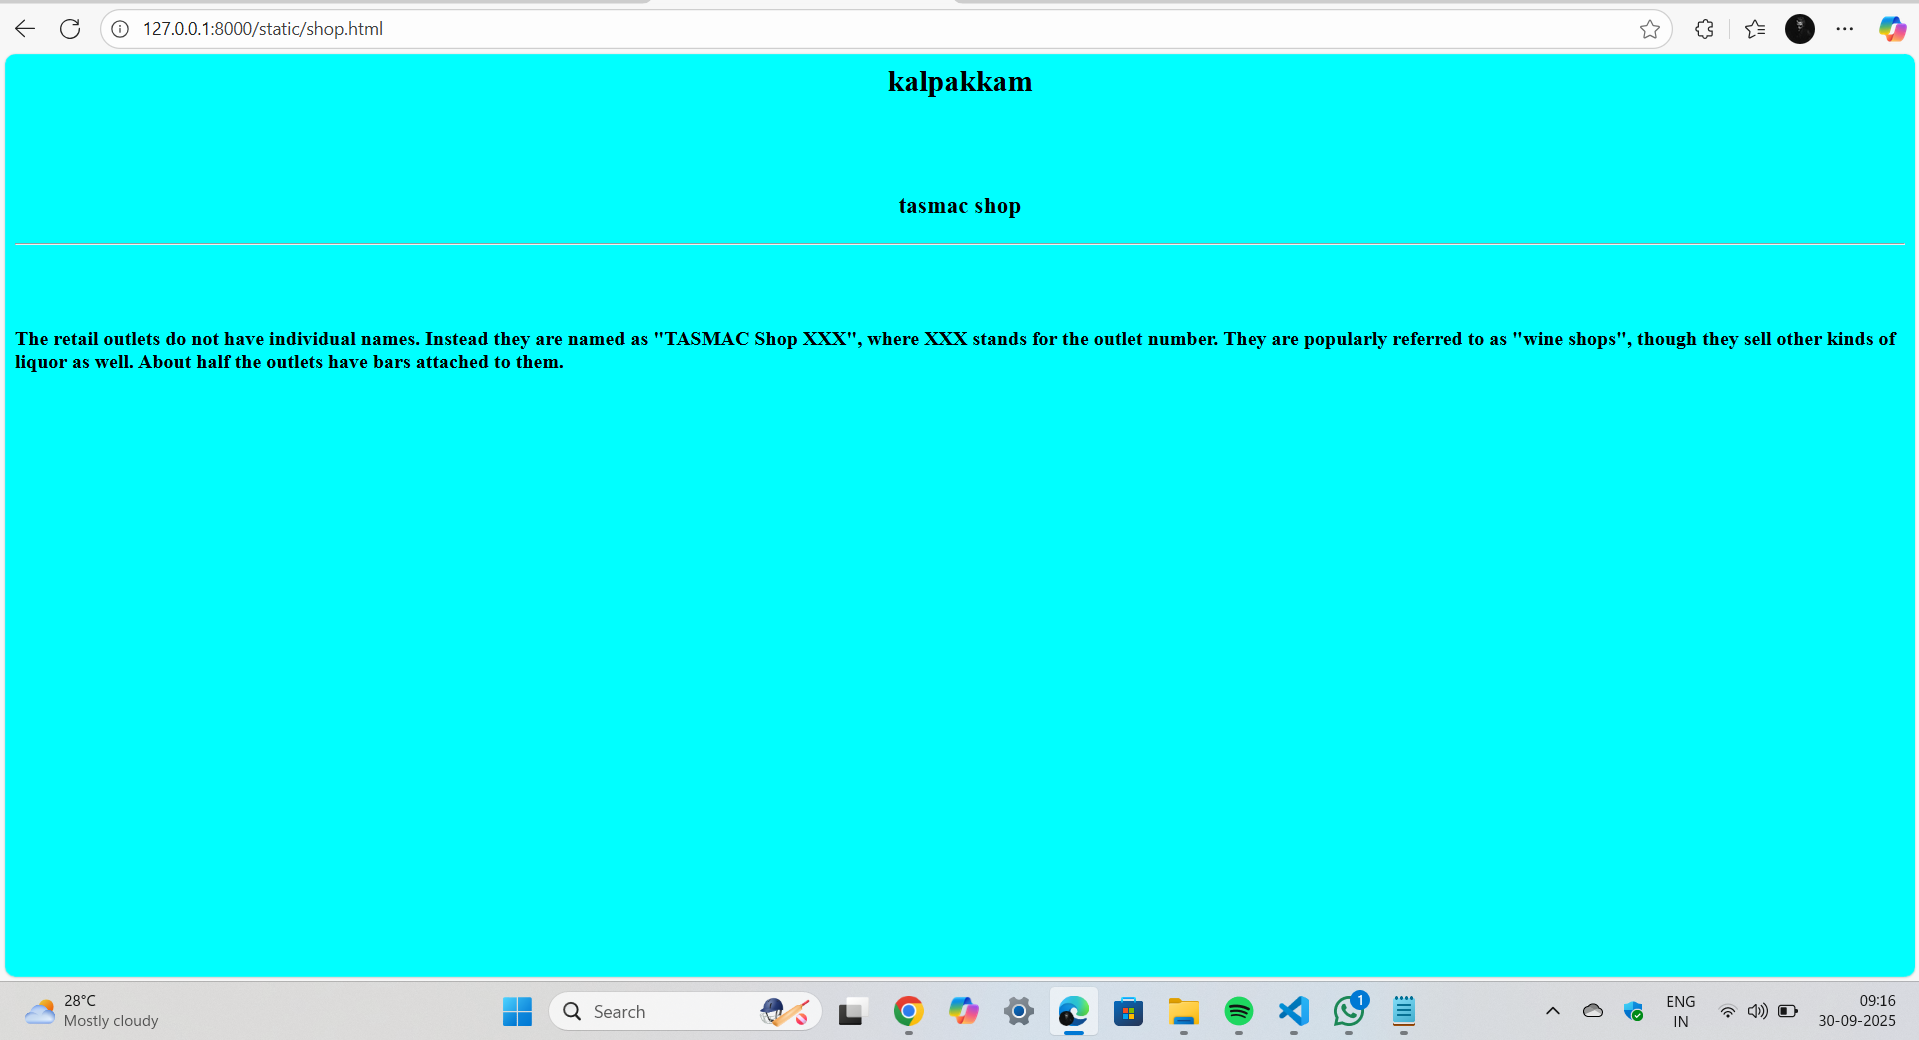 127.0.0.1:8000/static/shop.html
kalpakkam
tasmac shop
The retail outlets do not have individual names. Instead they are named as "TASMAC Shop XXX", where XXX stands for the outlet number. They are popularly referred to as "wine shops", though they sell other kinds of
liquor as well. About half the outlets have bars attached to them.
28°C
Mostly cloudy
Search
1
ENG
IN
09:16
30-09-2025